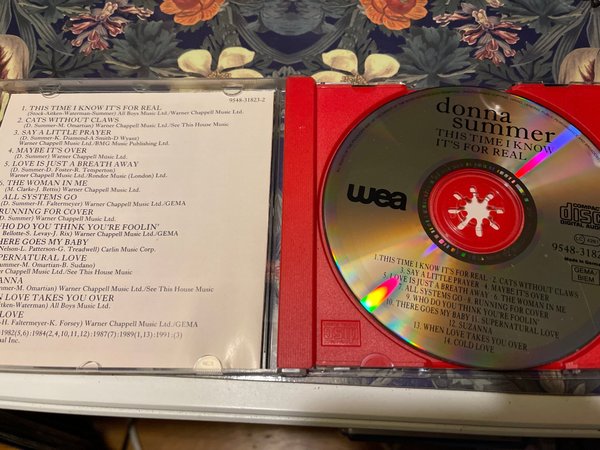 9548-31823-2
1. THIS TIME I KNOW IT'S FOR REAL
(Stock-Aitken-Waterman-Summer) All Boys Music Ltd./Warner Chappell Music Ltd.
2. CATS WITHOUT CLAWS
(D. Summer-M. Omartian) Warner Chappell Music Ltd./See This House Music
3. SAY A LITTLE PRAYER
(D. Summer-K. Diamond-A Smith-D Wyant)
Warner Chappell Music Ltd./BMG Music Publishing Ltd.
4. MAYBE IT'S OVER
(D. Summer) Warner Chappell Music Ltd.
5. LOVE IS JUST A BREATH AWAY
(D. Summer-D. Foster-R. Temperton)
Warner Chappell Music Ltd./Rondor Music (London) Ltd.
6. THE WOMAN IN ME
(M. Clarke-J. Bettis) Warner Chappell Music Ltd.
ALL SYSTEMS GO
(D. Summer-H. Faltermeyer) Warner Chappell Music Ltd./GEMA
RUNNING FOR COVER
Summer) Warner Chappell Music Ltd.
HO DO YOU THINK YOU'RE FOOLIN'
Bellotte-S. Levay-J. Rix) Warner Chappell Music Ltd./GEMA
HERE GOES MY BABY
Nelson-L. Patterson-G. Treadwell) Carlin Music Corp.
PERNATURAL LOVE
ummer-M. Omartian-B. Sudano)
er Chappell Music Ltd./See This House Music
ANNA
mmer-M. Omartian)
Chappell Music Ltd./See This House Music
N LOVE TAKES YOU OVER
Aitken-Waterman) All Boys Music Ltd.
LOVE
H. Faltermeyer-K. Forsey) Warner Chappell Music Ltd./GEMA
1982(5,6): 1984(2,4,10,11,12): 1987(7): 1989(1,13): 1991:(3)
nal Inc.
donna
summer
THIS TIME I KNOW
IT'S FOR REAL
wea
COMPACT
disc
DIGITAL AUDIO
9548-3182
GEMA
BIEM
1. THIS TIME I KNOW IT'S FOR REAL 2. CATS WITHOUT CLAWS
3. SAY A LITTLE PRAYER 4. MAYBE IT'S OVER
5. LOVE IS JUST A BREATH AWAY 6. THE WOMAN IN ME
7. ALL SYSTEMS GO 8. RUNNING FOR COVER
9. WHO DO YOU THINK YOU'RE FOOLIN'
10. THERE GOES MY BABY 11. SUPERNATURAL LOVE
12. SUZANNA
13. WHEN LOVE TAKES YOU OVER
14. COLD LOVE